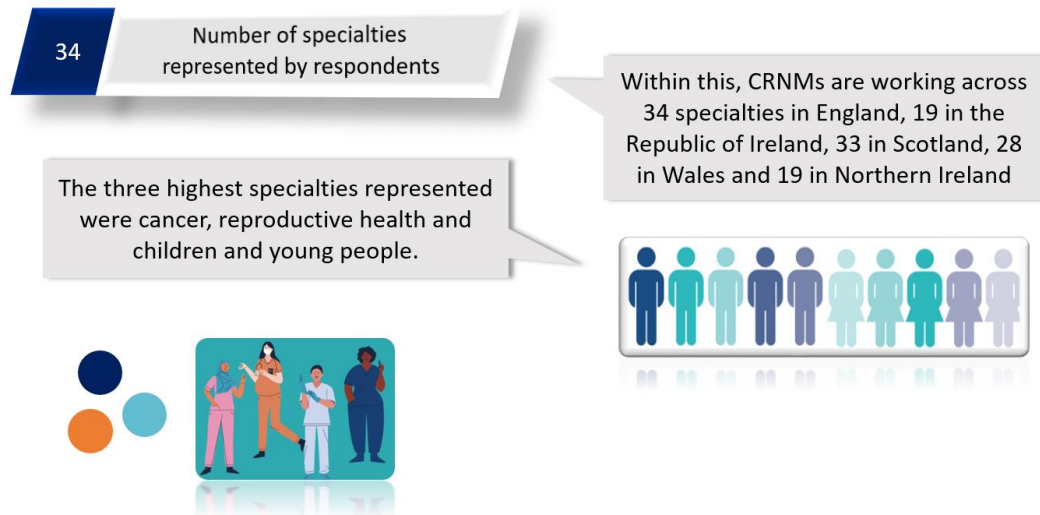 34
Number of specialties
represented by respondents
Within this, CRNMs are working across
34 specialties in England, 19 in the
Republic of Ireland, 33 in Scotland, 28
in Wales and 19 in Northern Ireland
The three highest specialties represented
were cancer, reproductive health and
children and young people.